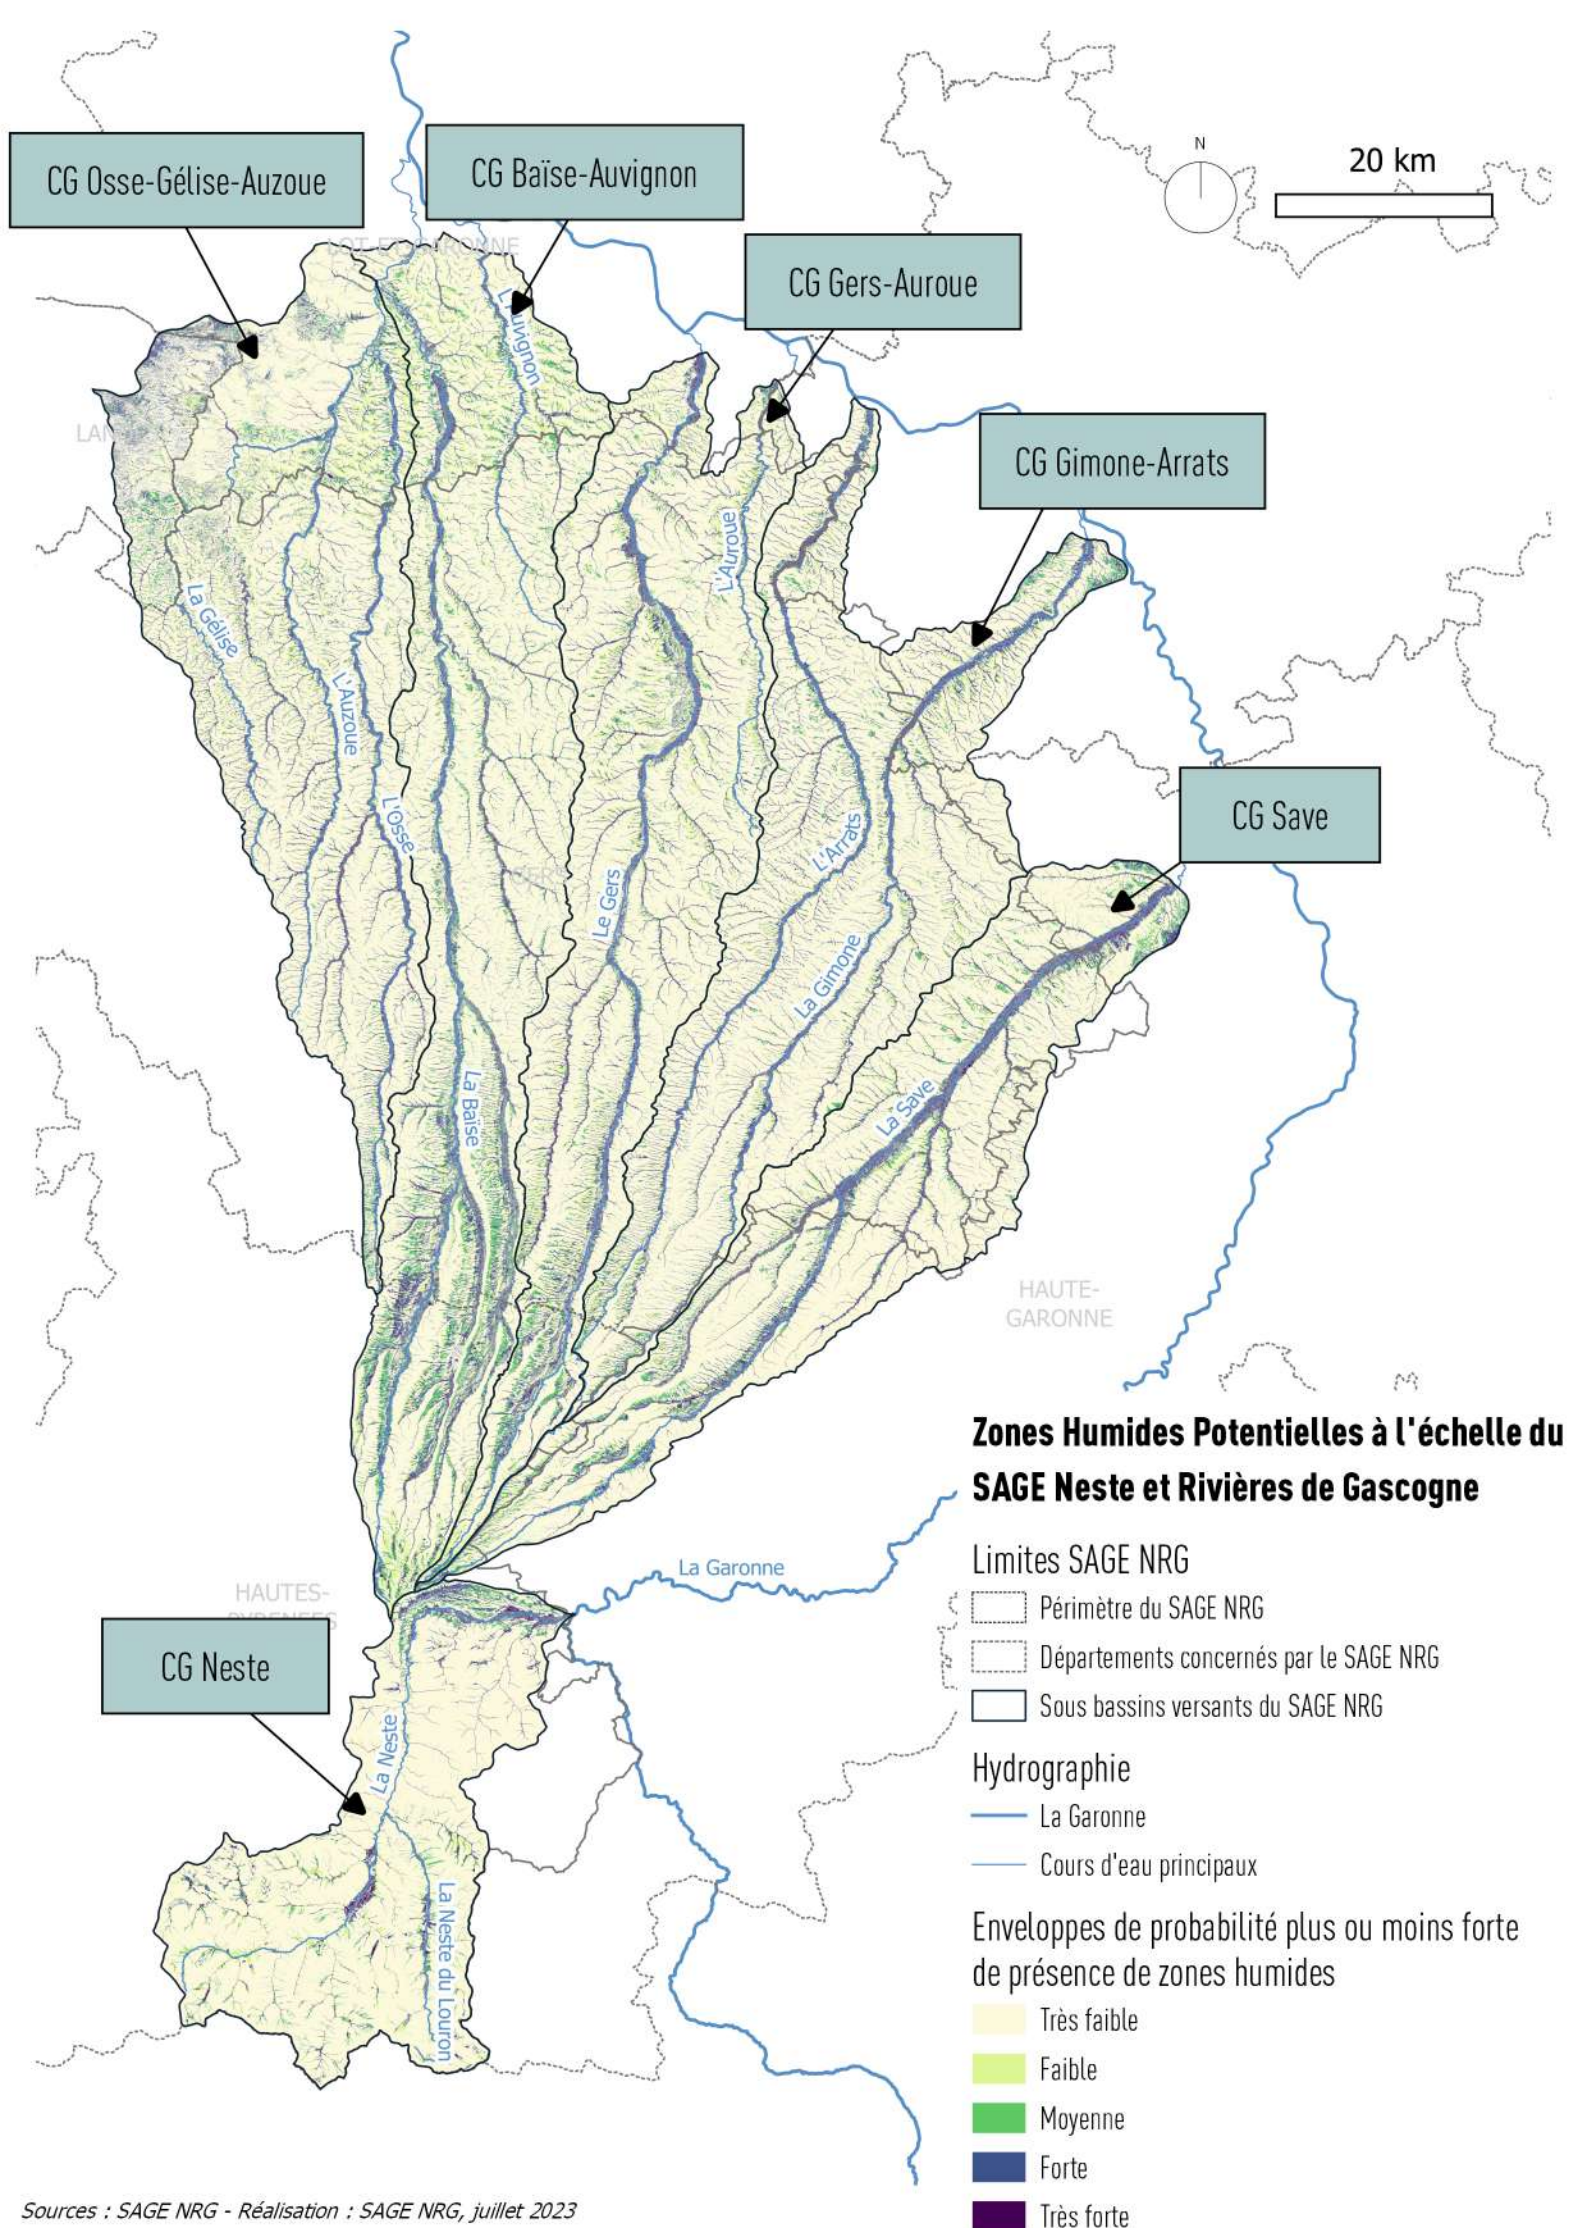 CG Osse-Gélise-Auzoue
CG Baïse-Auvignon
N
20 km
LOT-ET-GARONNE
CG Gers-Auroue
L'Auvignon
CG Gimone-Arrats
L'Auroue
La Gélise
L'Auzoue
CG Save
L'Osse
L'Arrats
Le Gers
La Gimone
La Baïse
La Save
HAUTE-
GARONNE
Zones Humides Potentielles à l'échelle du
SAGE Neste et Rivières de Gascogne
Limites SAGE NRG
Périmètre du SAGE NRG
Départements concernés par le SAGE NRG
Sous bassins versants du SAGE NRG
Hydrographie
La Garonne
Cours d'eau principaux
Enveloppes de probabilité plus ou moins forte
de présence de zones humides
Très faible
Faible
Moyenne
Forte
Très forte
La Garonne
HAUTES-
CG Neste
La Neste
La Neste du Louron
Sources : SAGE NRG - Réalisation : SAGE NRG, juillet 2023